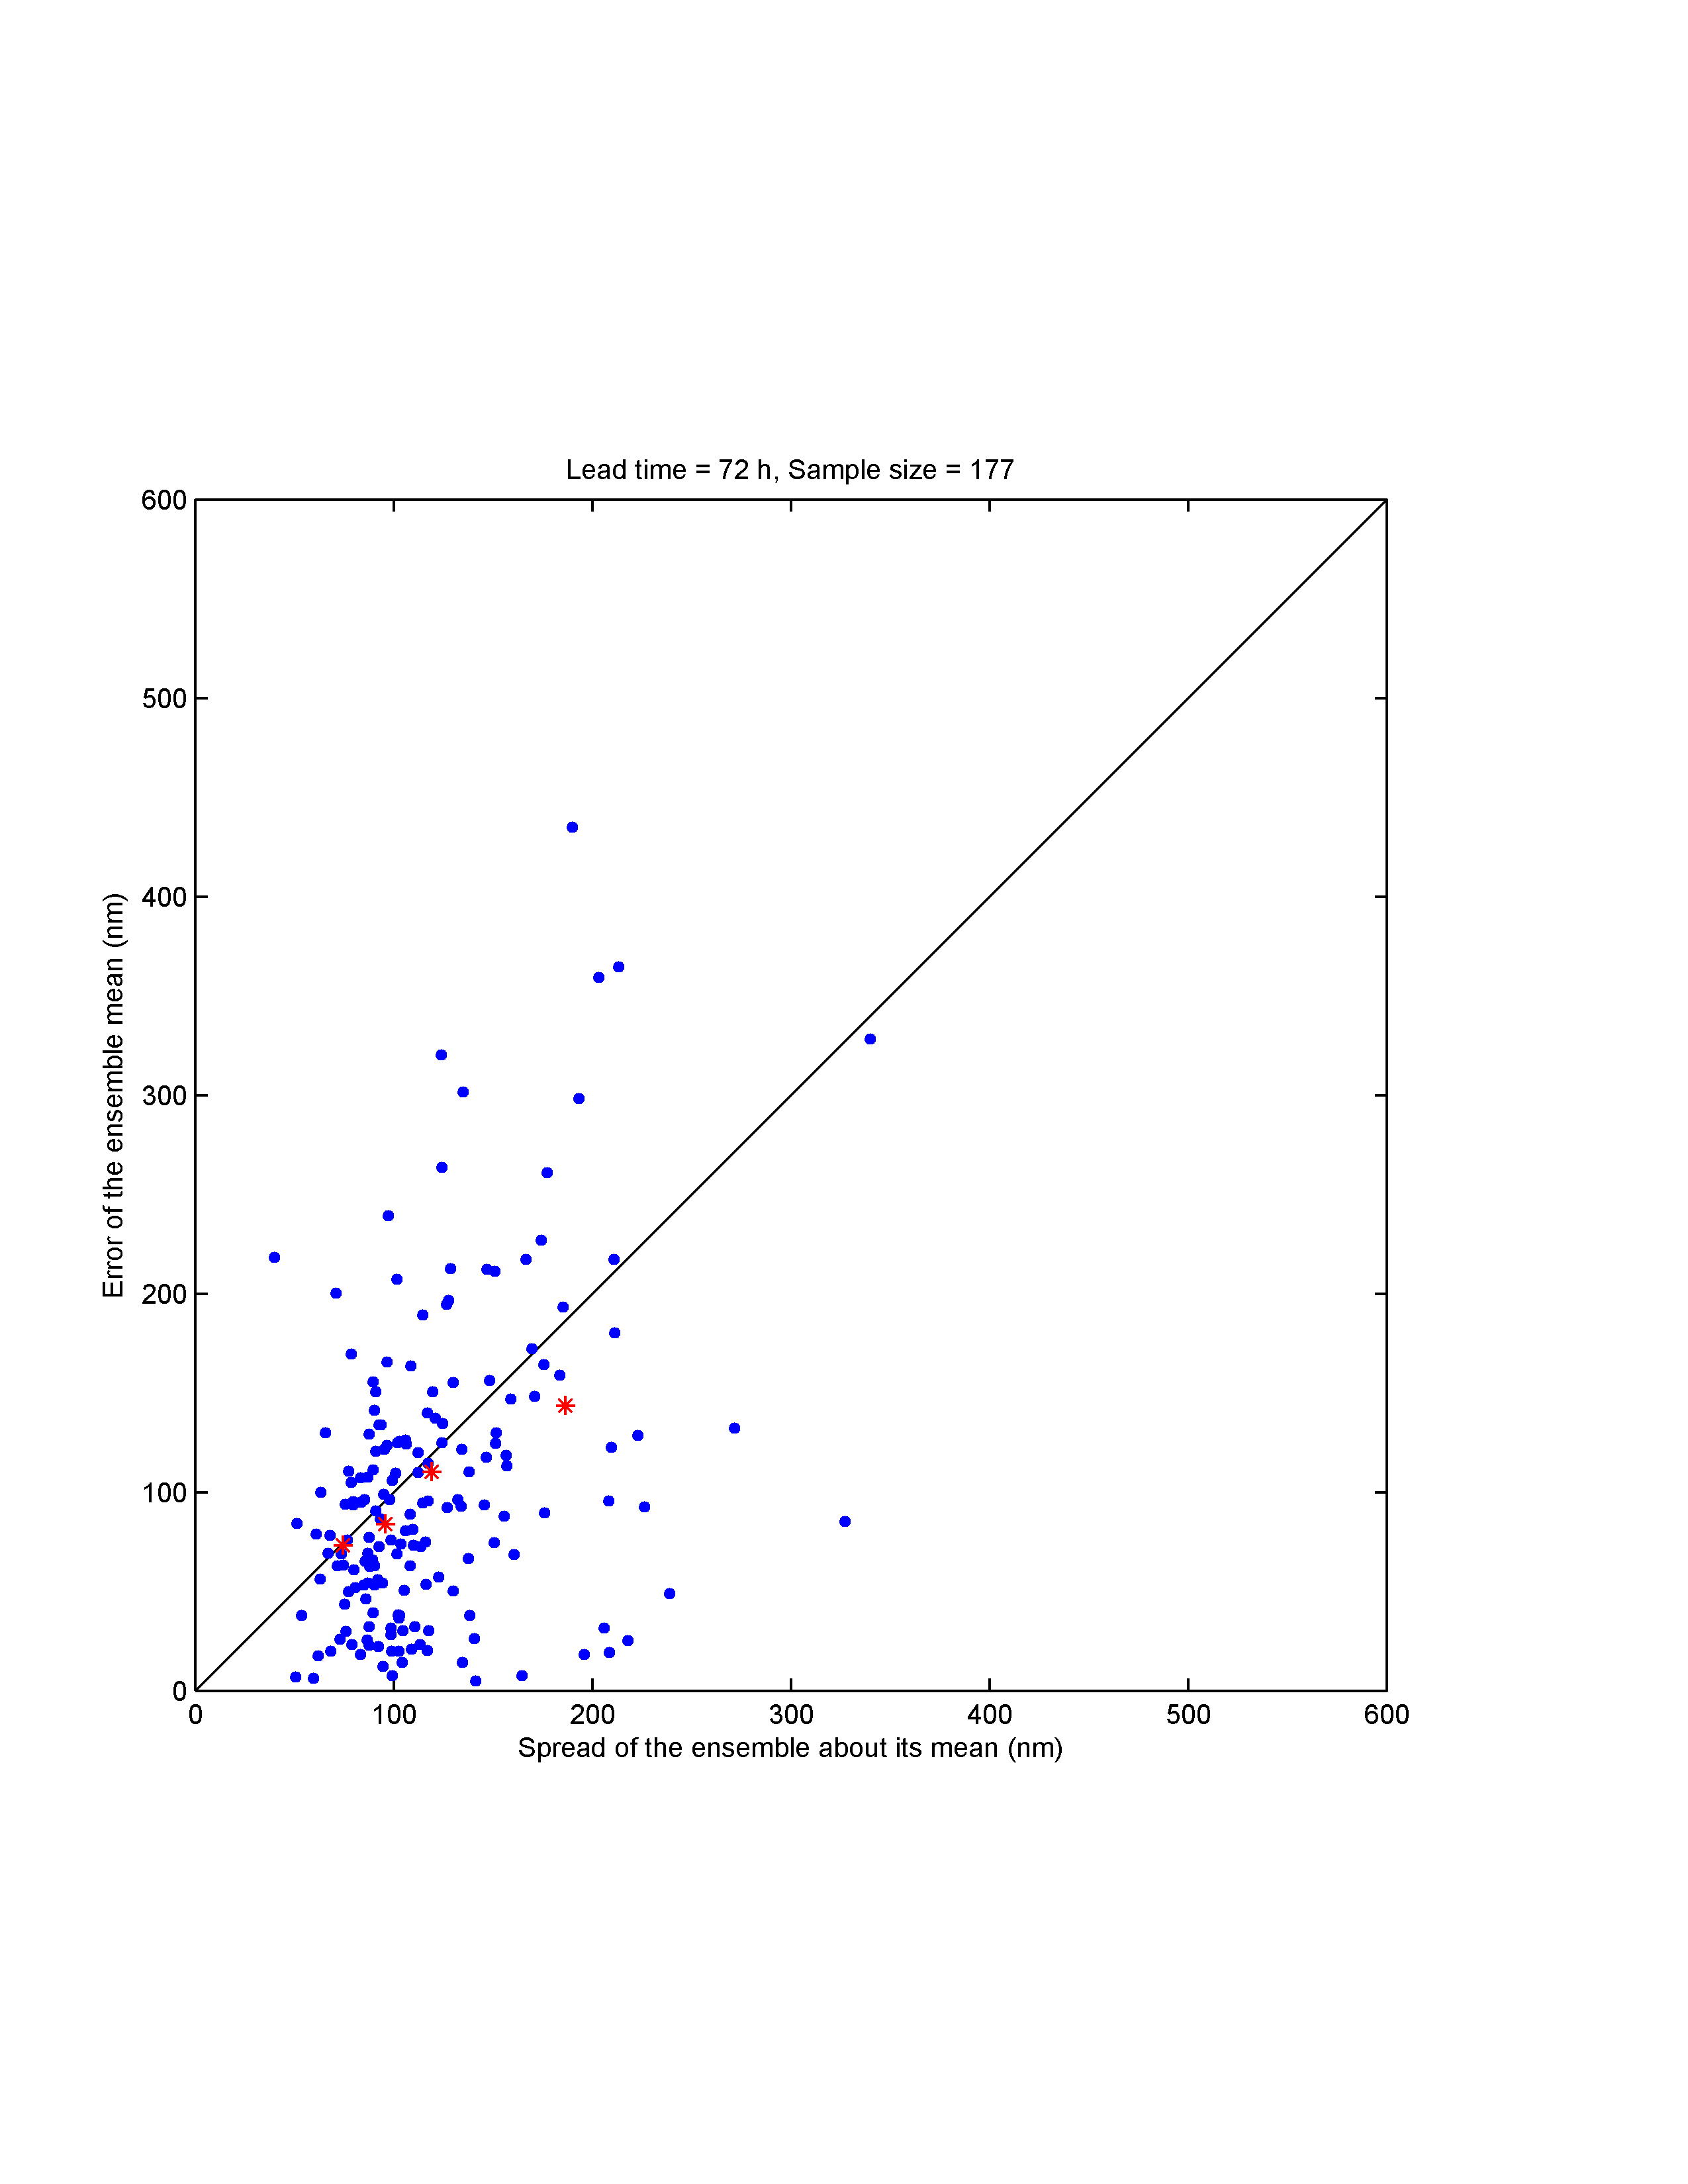 Lead time = 72 h, Sample size = 177
600
500
400
300
200
100
0
Error of the ensemble mean (nm)
0 100 200 300 400 500 600
Spread of the ensemble about its mean (nm)